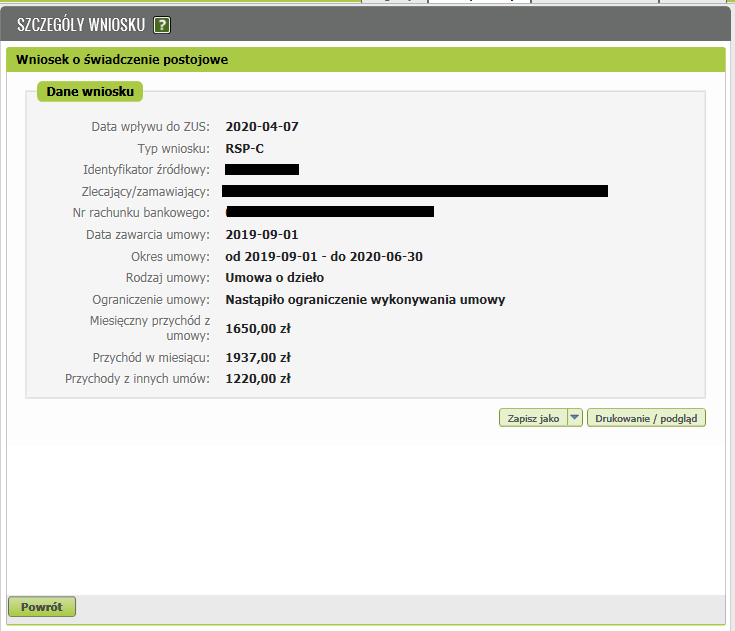 SZCZEGÓŁY WNIOSKU ?
Wniosek o świadczenie postojowe
Dane wniosku
Data wpływu do ZUS: 2020-04-07
Typ wniosku: RSP-C
Identyfikator źródłowy:
Zlecający/zamawiający:
Nr rachunku bankowego:
Data zawarcia umowy: 2019-09-01
Okres umowy: od 2019-09-01 - do 2020-06-30
Rodzaj umowy: Umowa o dzieło
Ograniczenie umowy: Nastąpiło ograniczenie wykonywania umowy
Miesięczny przychód z
umowy: 1650,00 zł
Przychód w miesiącu: 1937,00 zł
Przychody z innych umów: 1220,00 zł
Zapisz jako Drukowanie / podgląd
Powrót